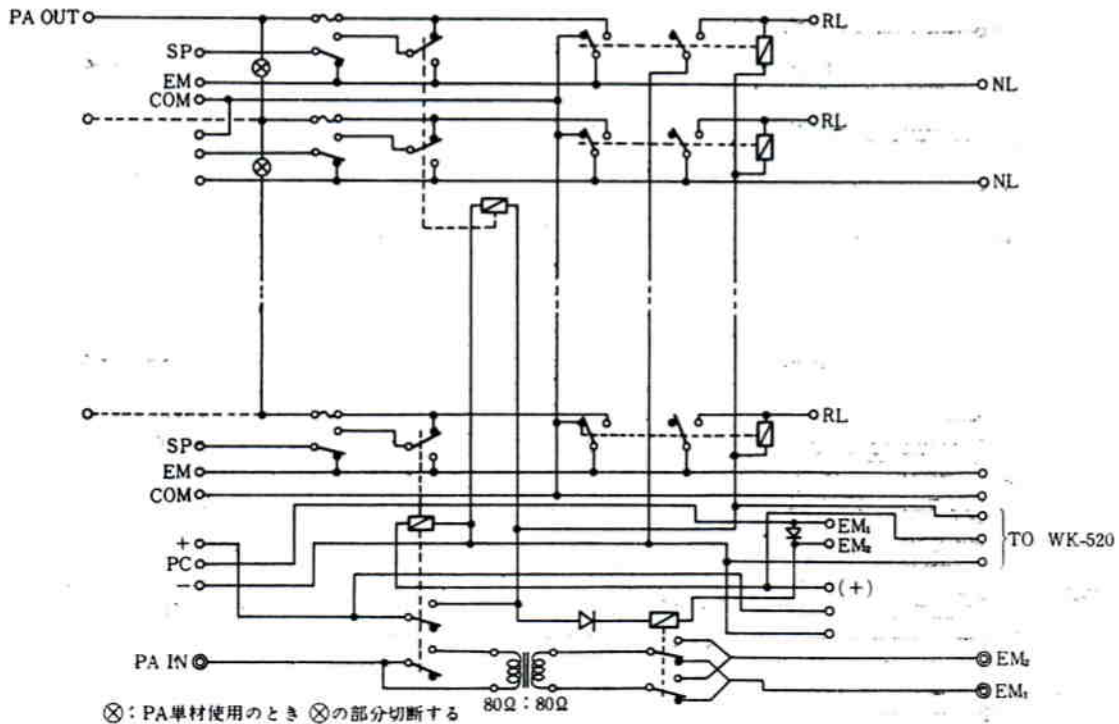 PA OUT
RL
SP
EM
NL
COM
RL
NL
RL
SP
EM
COM
EM₁
+
EM₂
TO WK-520
PC
−
(+)
PA IN
EM₂
EM₁
80Ω : 80Ω
⊗：PA単材使用のとき ⊗の部分切断する